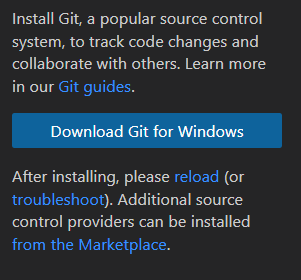 Install Git, a popular source control
system, to track code changes and
collaborate with others. Learn more
in our Git guides.
Download Git for Windows
After installing, please reload (or
troubleshoot). Additional source
control providers can be installed
from the Marketplace.